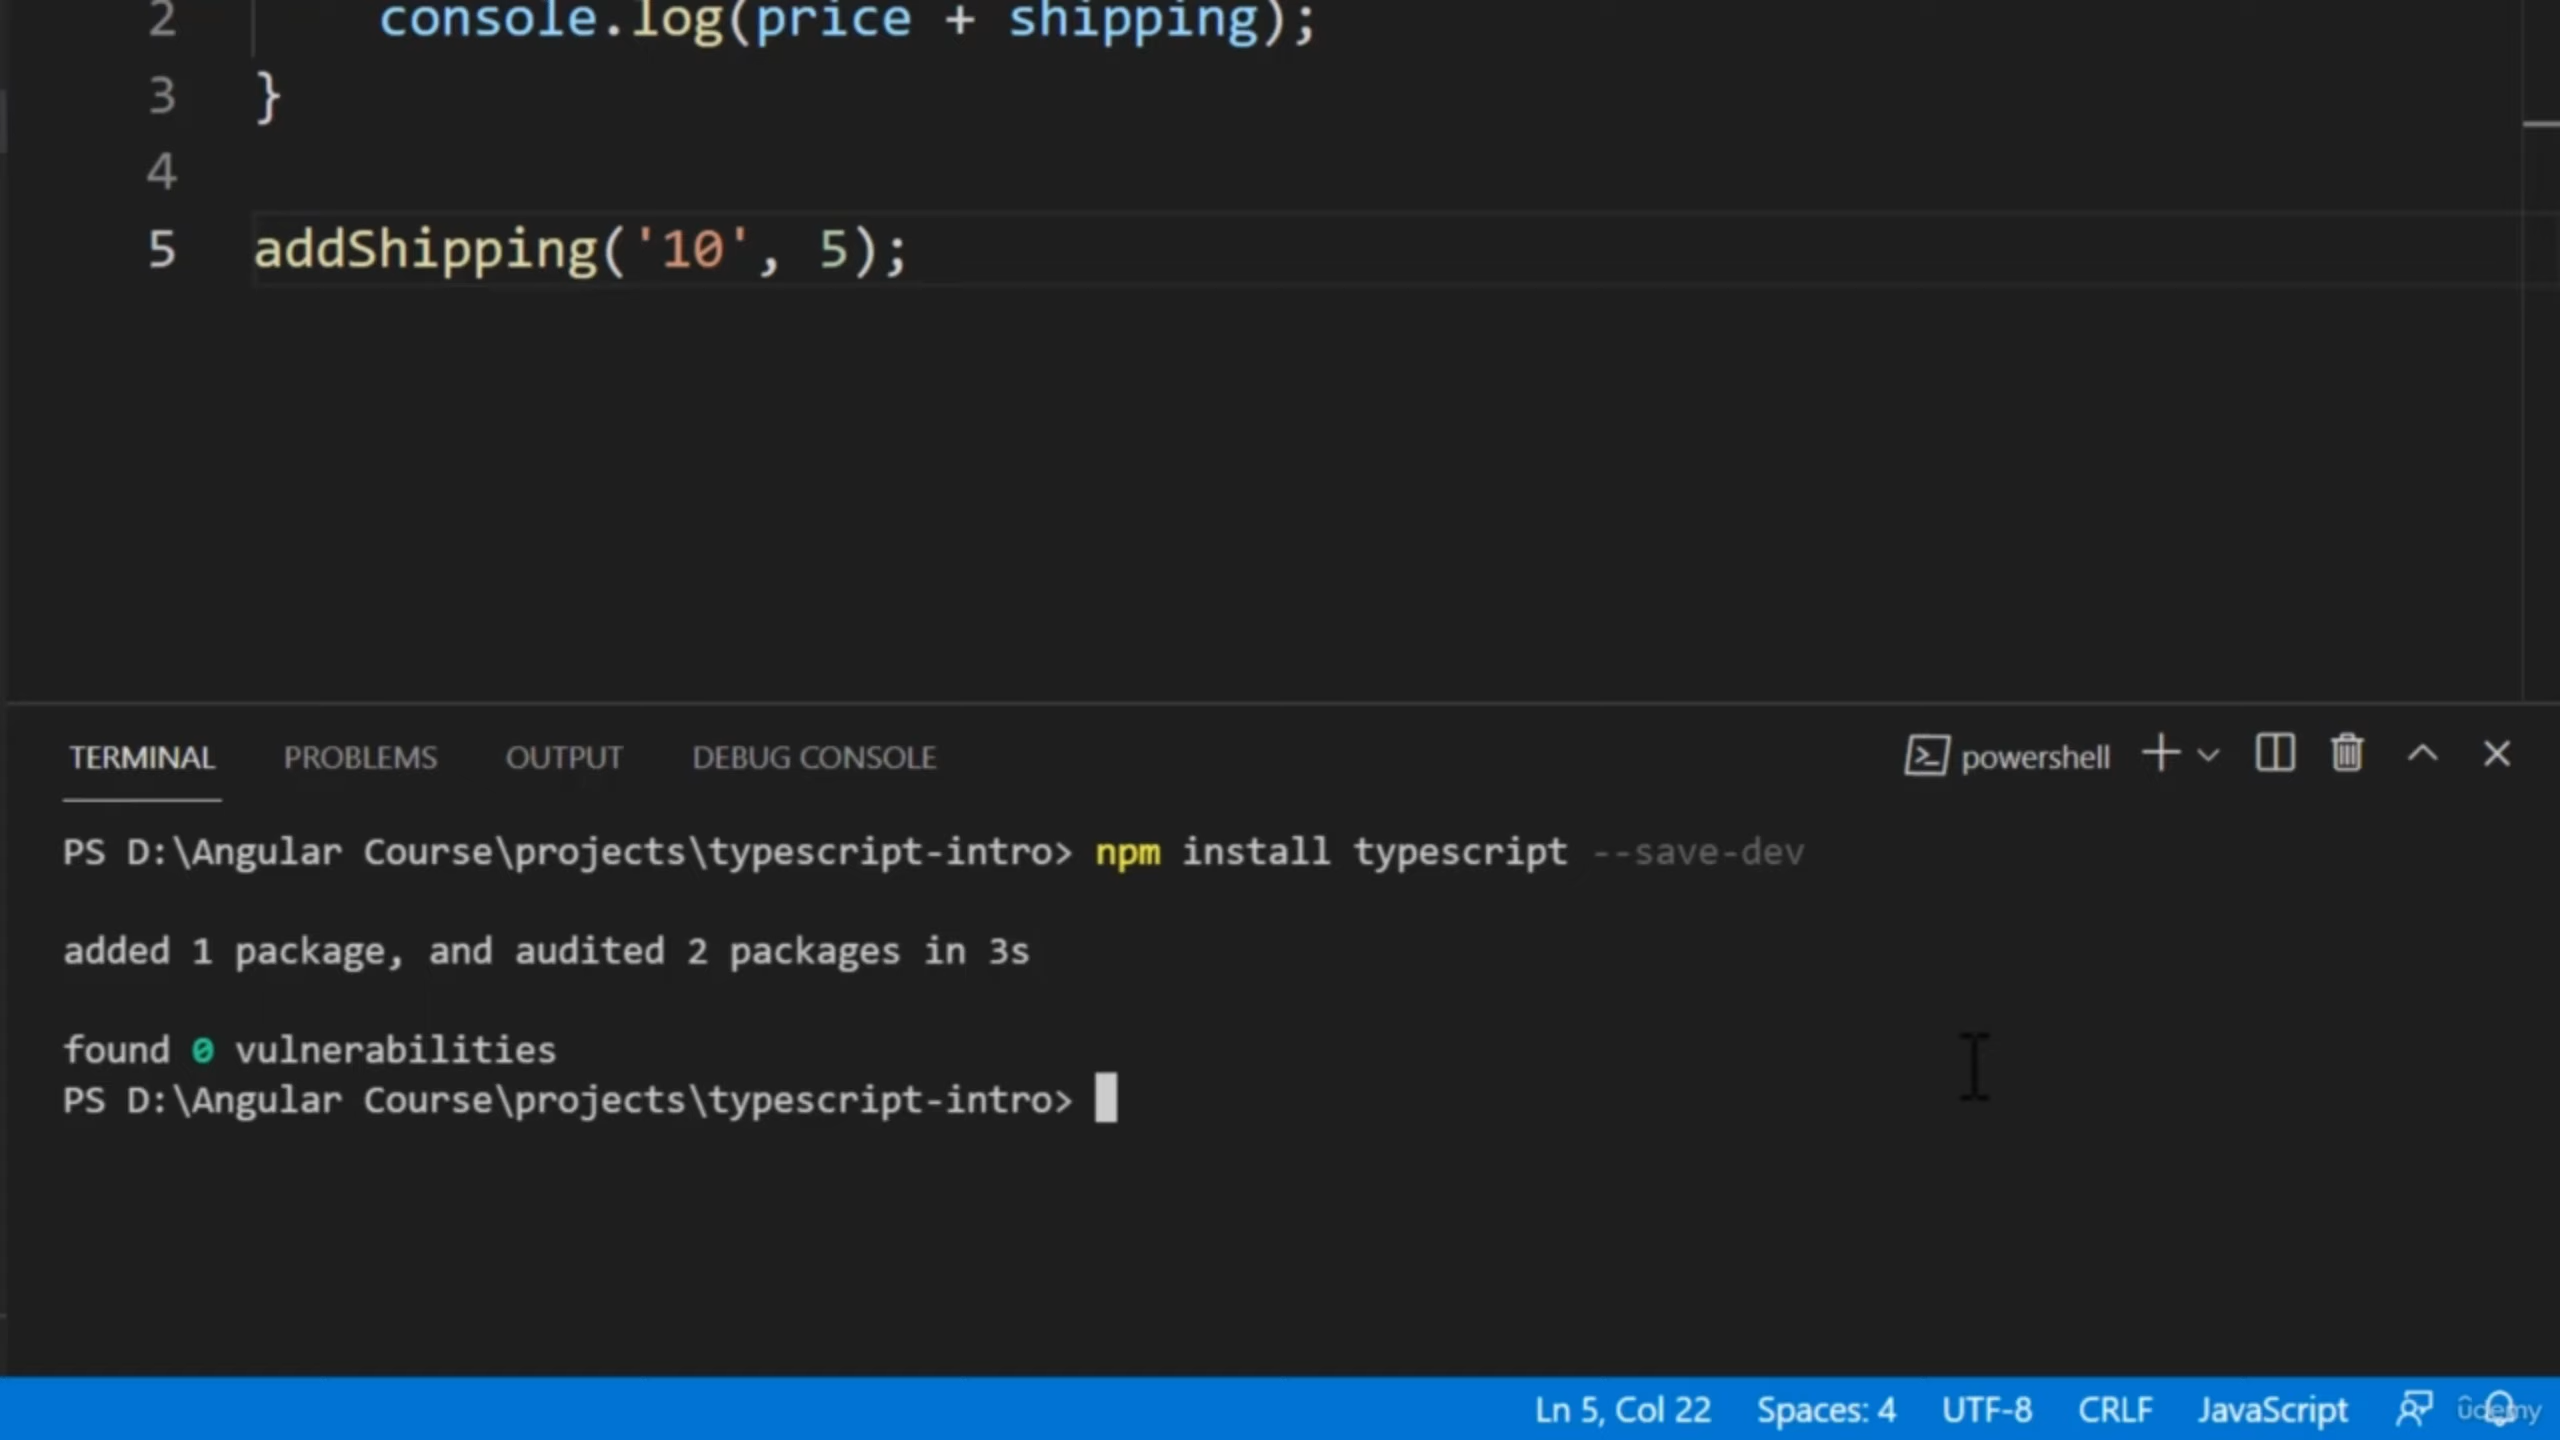 2 console.log(price + shipping);
3 }
4
5 addShipping('10', 5);
TERMINAL PROBLEMS OUTPUT DEBUG CONSOLE powershell
PS D:\Angular Course\projects\typescript-intro> npm install typescript --save-dev
added 1 package, and audited 2 packages in 3s
found 0 vulnerabilities
PS D:\Angular Course\projects\typescript-intro>
Ln 5, Col 22 Spaces: 4 UTF-8 CRLF JavaScript ûdemy